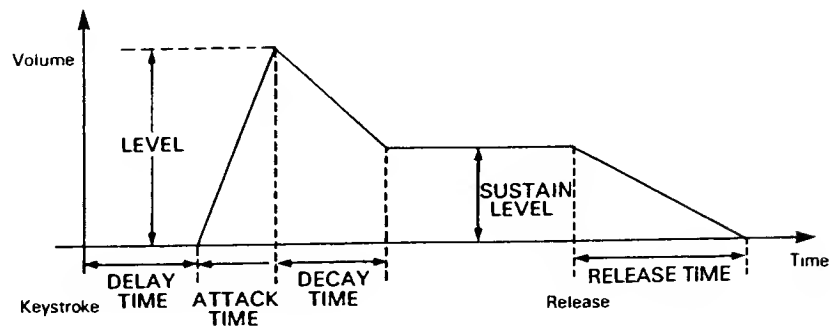 Volume
LEVEL
SUSTAIN
LEVEL
Time
DELAY
TIME
ATTACK
TIME
DECAY
TIME
RELEASE TIME
Keystroke
Release